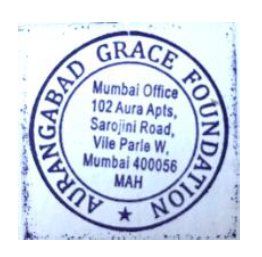 AURANGABAD GRACE FOUNDATION
Mumbai Office
102 Aura Apts,
Sarojini Road,
Vile Parle W,
Mumbai 400056
MAH
★